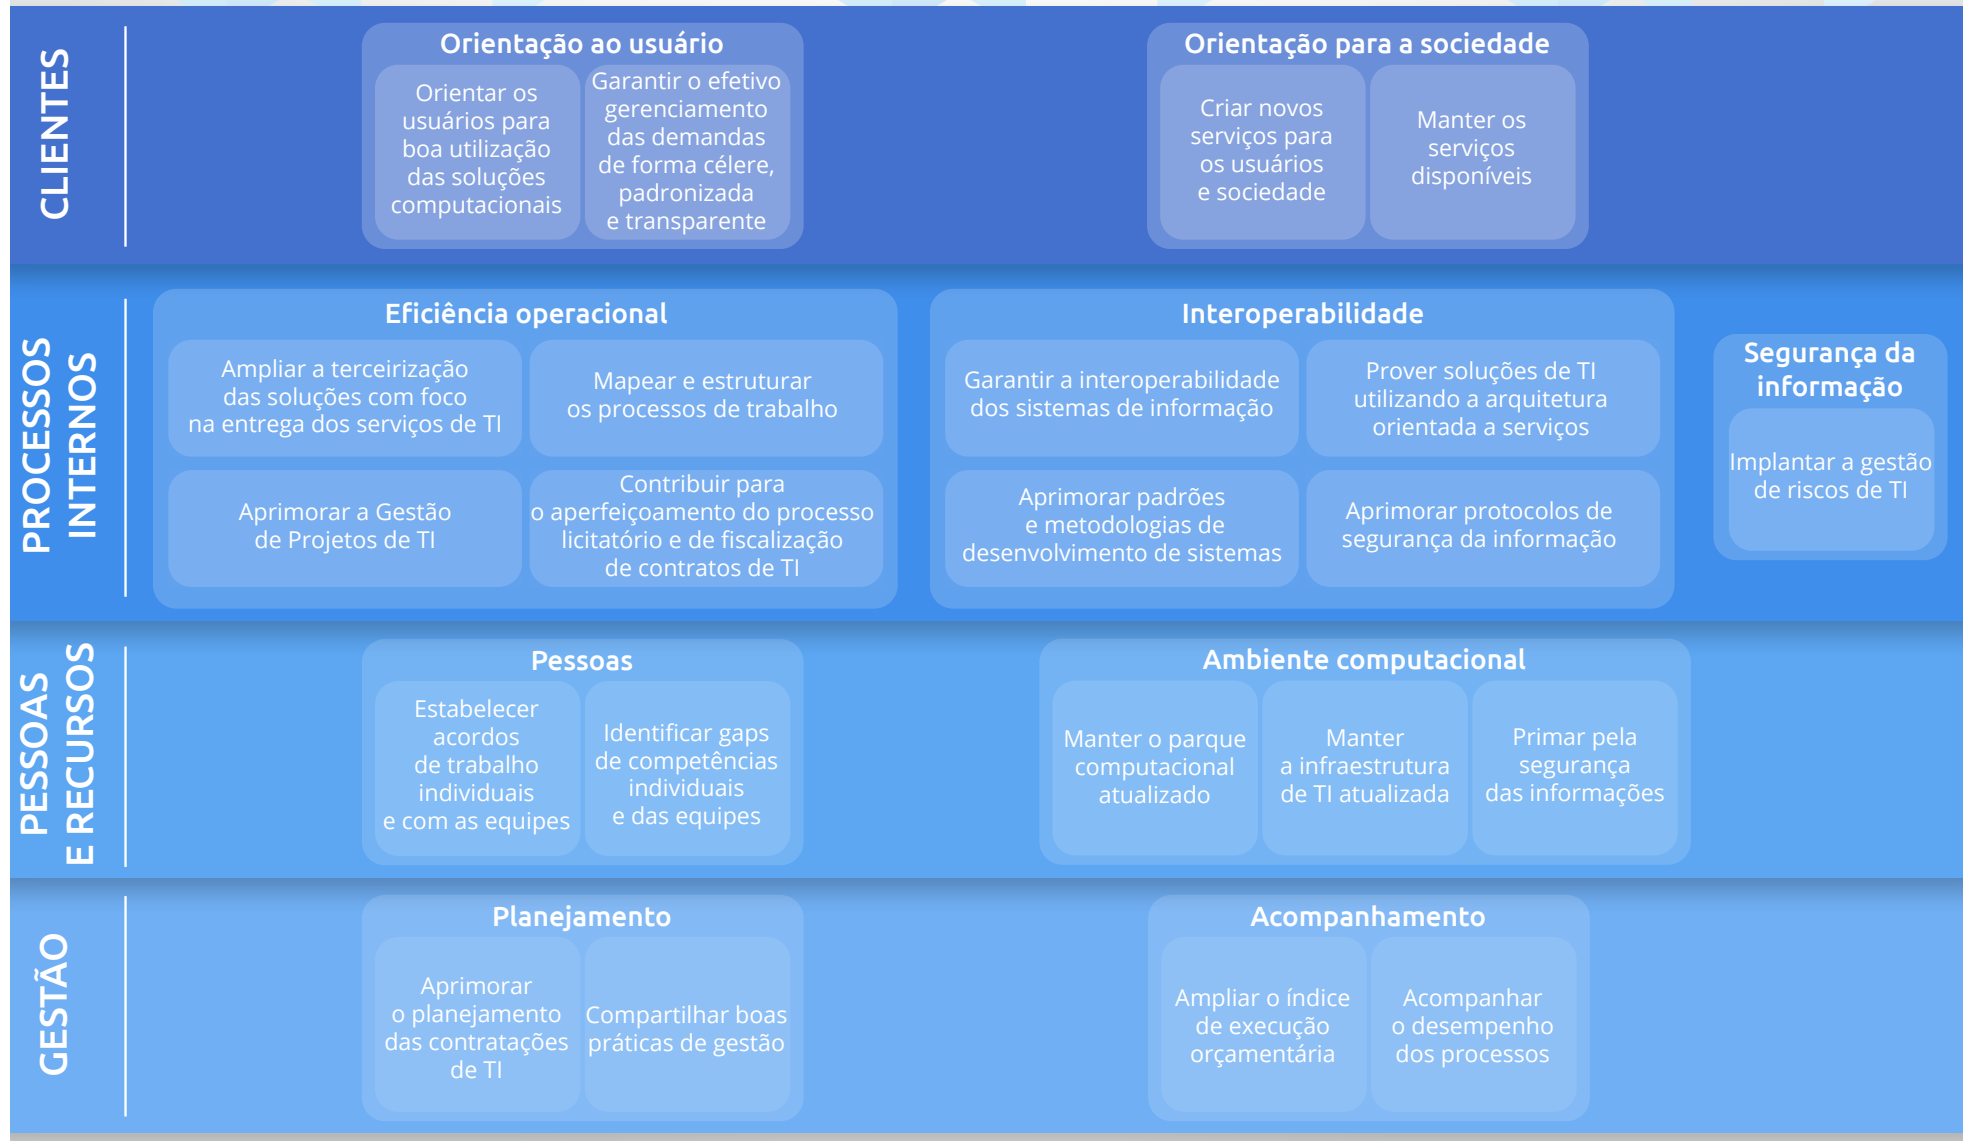 CLIENTES
Orientação ao usuário
Orientar os
usuários para
boa utilização
das soluções
computacionais
Garantir o efetivo
gerenciamento
das demandas
de forma célere,
padronizada
e transparente
Orientação para a sociedade
Criar novos
serviços para
os usuários
e sociedade
Manter os
serviços
disponíveis
PROCESSOS
INTERNOS
Eficiência operacional
Ampliar a terceirização
das soluções com foco
na entrega dos serviços de TI
Mapear e estruturar
os processos de trabalho
Aprimorar a Gestão
de Projetos de TI
Contribuir para
o aperfeiçoamento do processo
licitatório e de fiscalização
de contratos de TI
Interoperabilidade
Garantir a interoperabilidade
dos sistemas de informação
Prover soluções de TI
utilizando a arquitetura
orientada a serviços
Aprimorar padrões
e metodologias de
desenvolvimento de sistemas
Aprimorar protocolos de
segurança da informação
Segurança da
informação
Implantar a gestão
de riscos de TI
PESSOAS
E RECURSOS
Pessoas
Estabelecer
acordos
de trabalho
individuais
e com as equipes
Identificar gaps
de competências
individuais
e das equipes
Ambiente computacional
Manter o parque
computacional
atualizado
Manter
a infraestrutura
de TI atualizada
Primar pela
segurança
das informações
GESTÃO
Planejamento
Aprimorar
o planejamento
das contratações
de TI
Compartilhar boas
práticas de gestão
Acompanhamento
Ampliar o índice
de execução
orçamentária
Acompanhar
o desempenho
dos processos